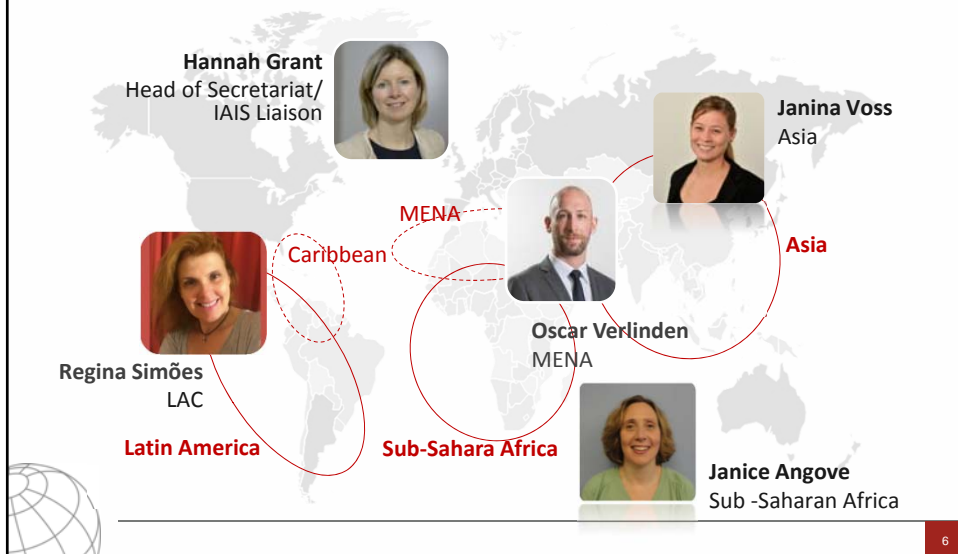 Hannah Grant
Head of Secretariat/
IAIS Liaison
Janina Voss
Asia
MENA
Caribbean
Asia
Oscar Verlinden
MENA
Regina Simões
LAC
Latin America
Sub-Sahara Africa
Janice Angove
Sub -Saharan Africa
6